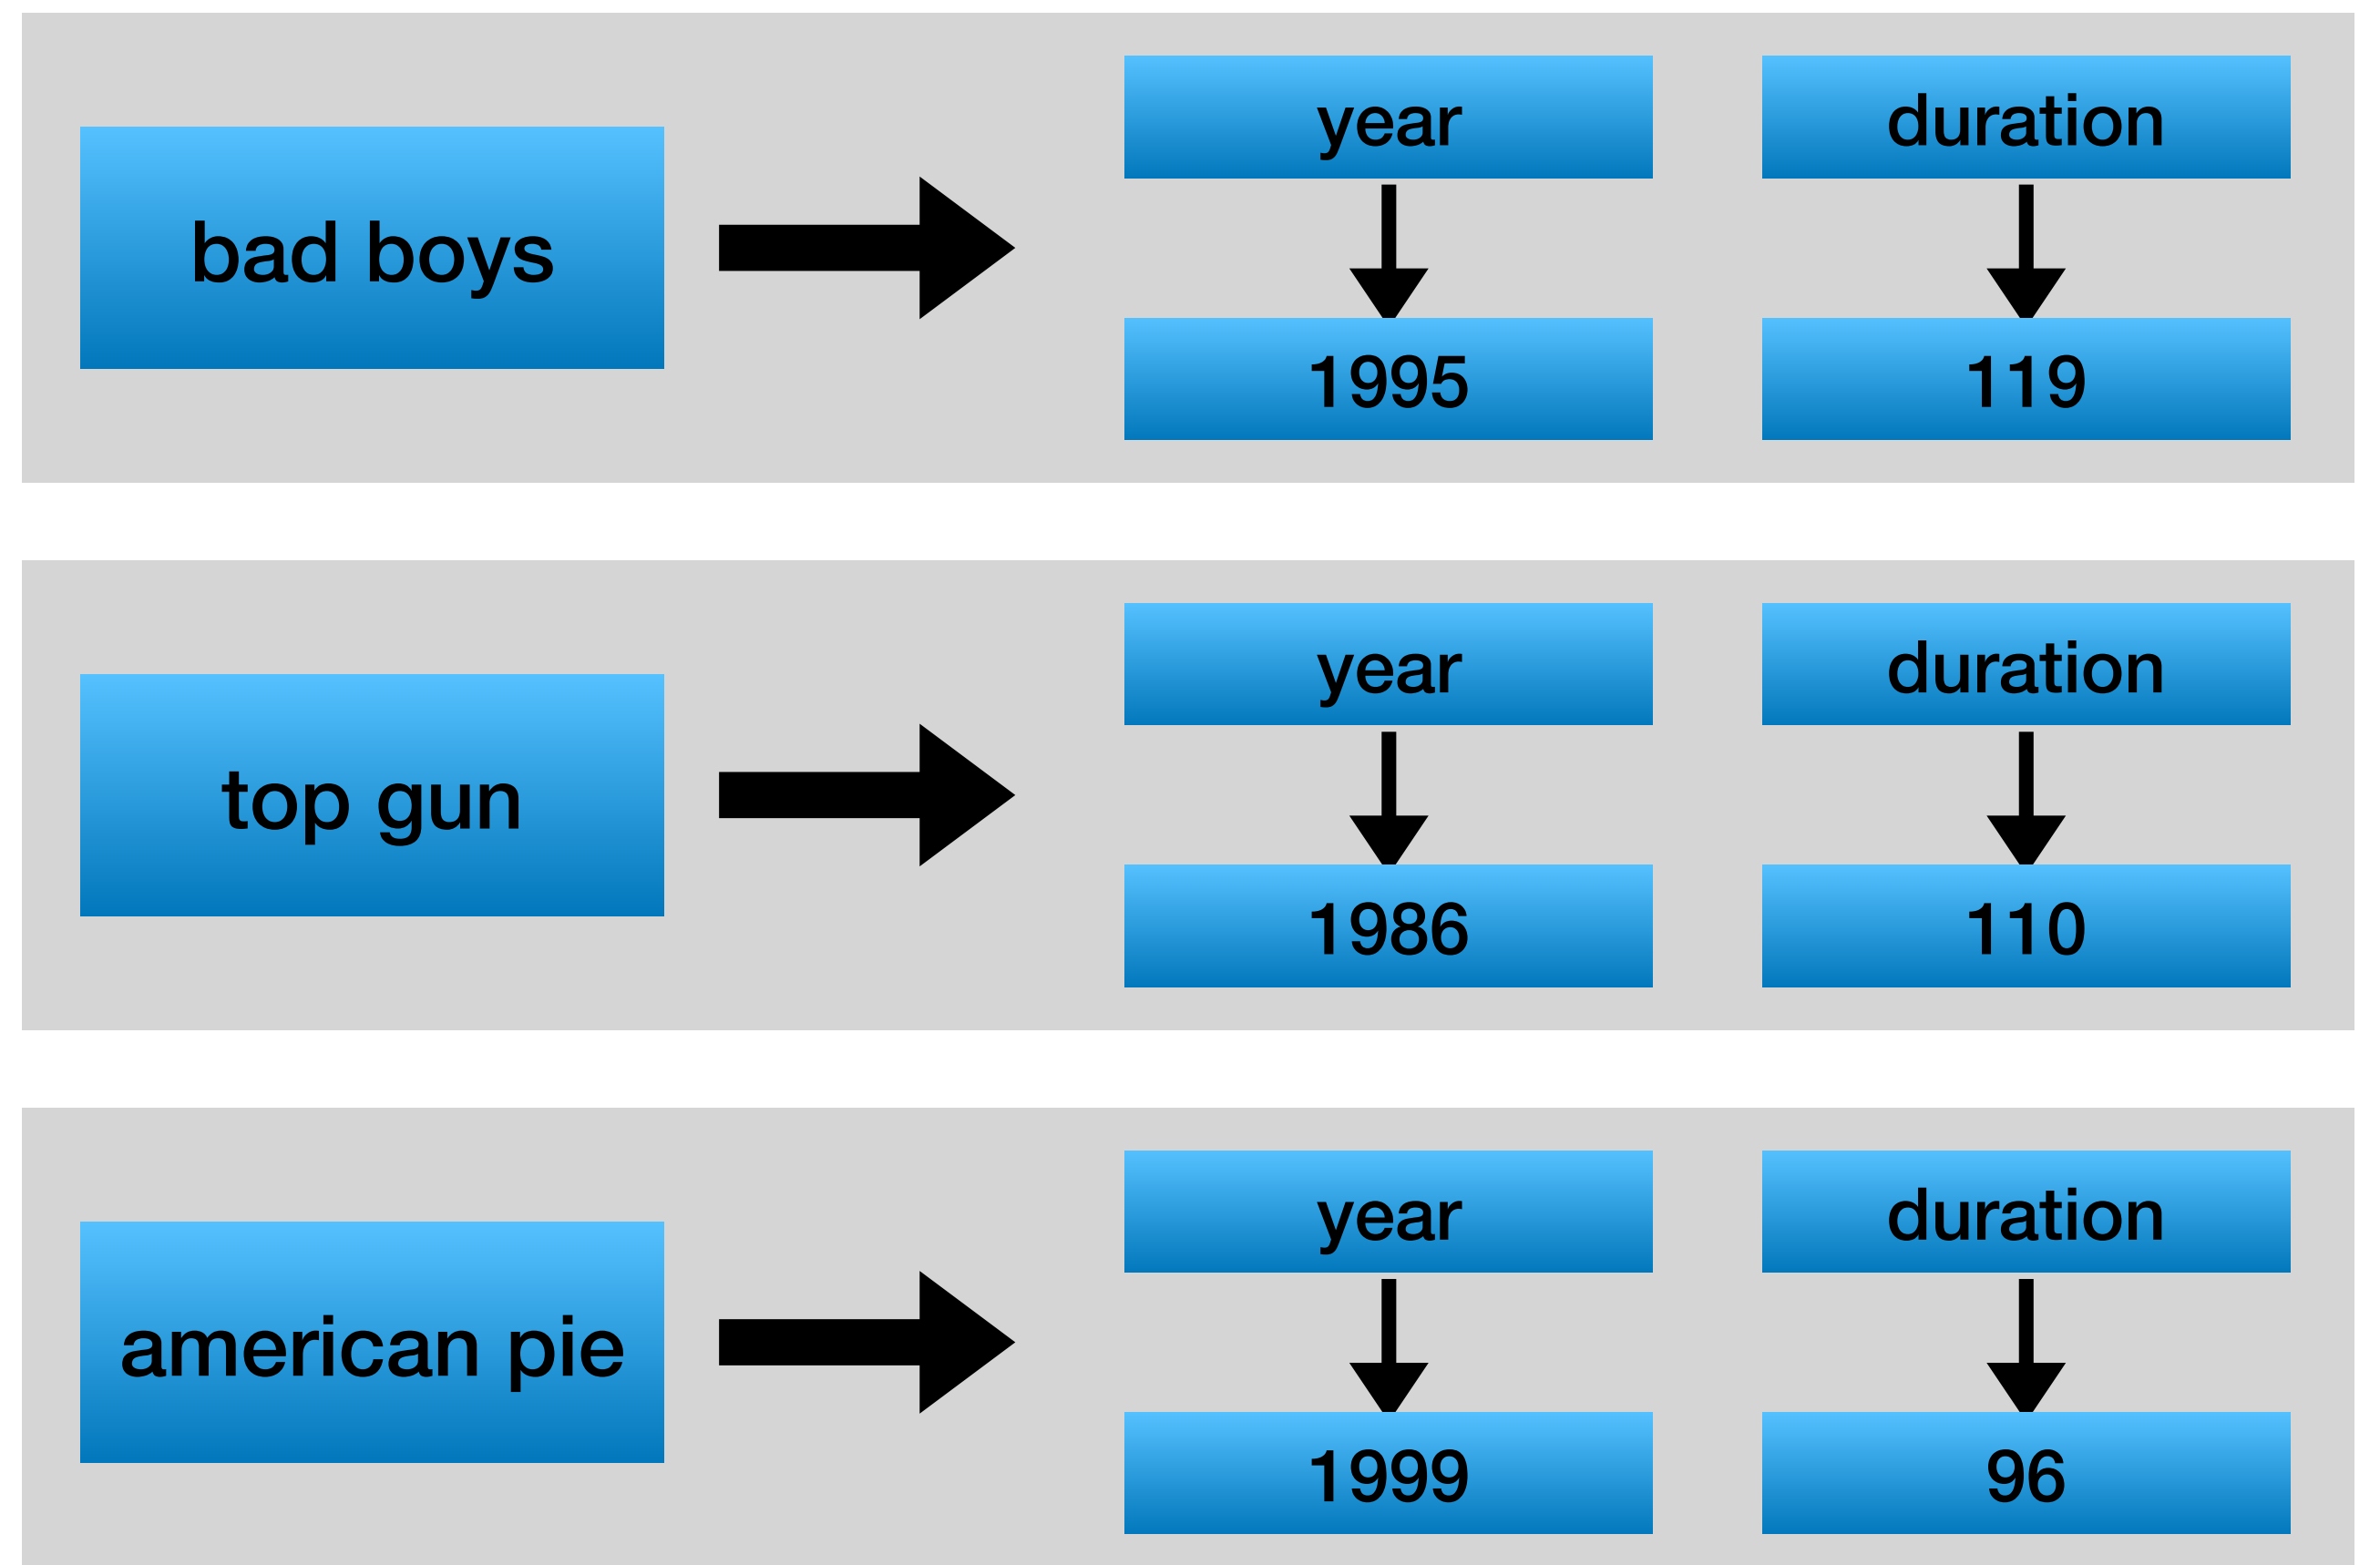 year
duration
bad boys
1995
119
year
duration
top gun
1986
110
year
duration
american pie
1999
96